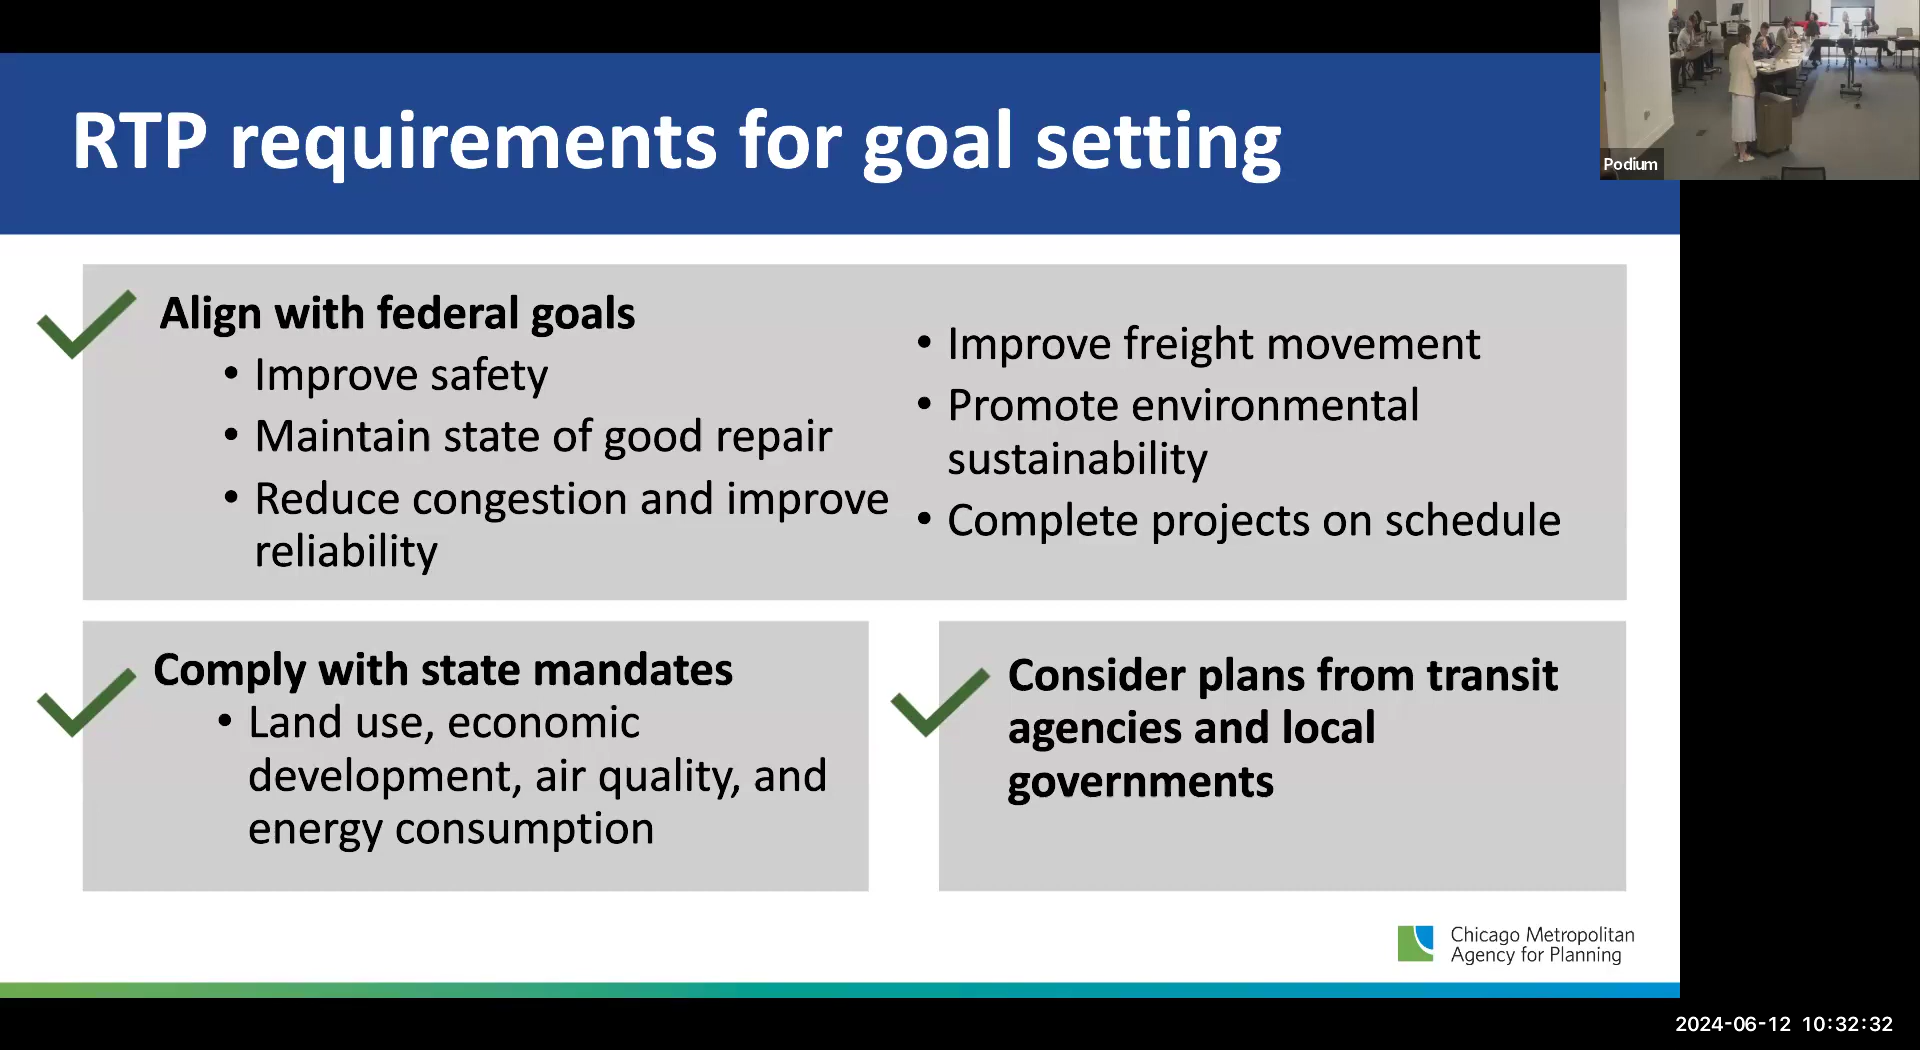 RTP requirements for goal setting
Podium
Align with federal goals
• Improve safety
• Maintain state of good repair
• Reduce congestion and improve
reliability
• Improve freight movement
• Promote environmental
sustainability
• Complete projects on schedule
Comply with state mandates
• Land use, economic
development, air quality, and
energy consumption
Consider plans from transit
agencies and local
governments
Chicago Metropolitan
Agency for Planning
2024-06-12 10:32:32